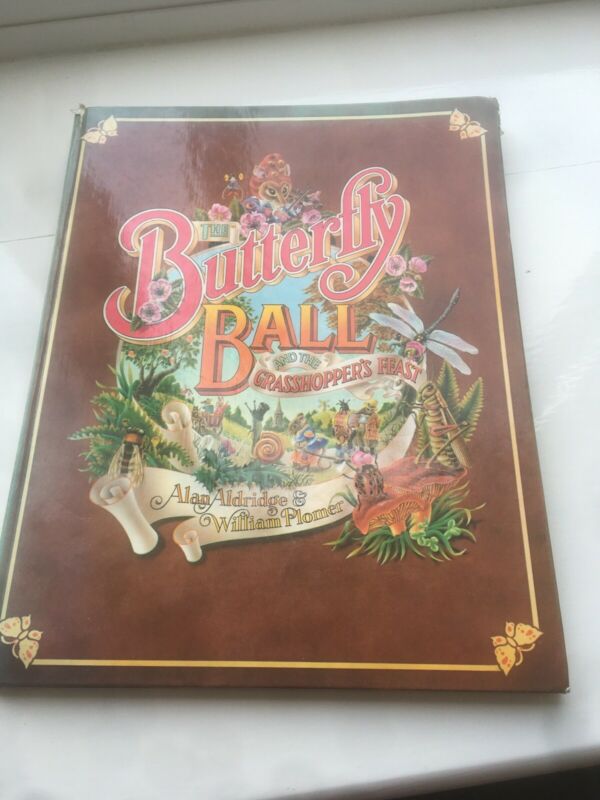 THE
Butterfly
BALL
AND THE
GRASSHOPPER'S FEAST
Alan Aldridge &
William Plomer